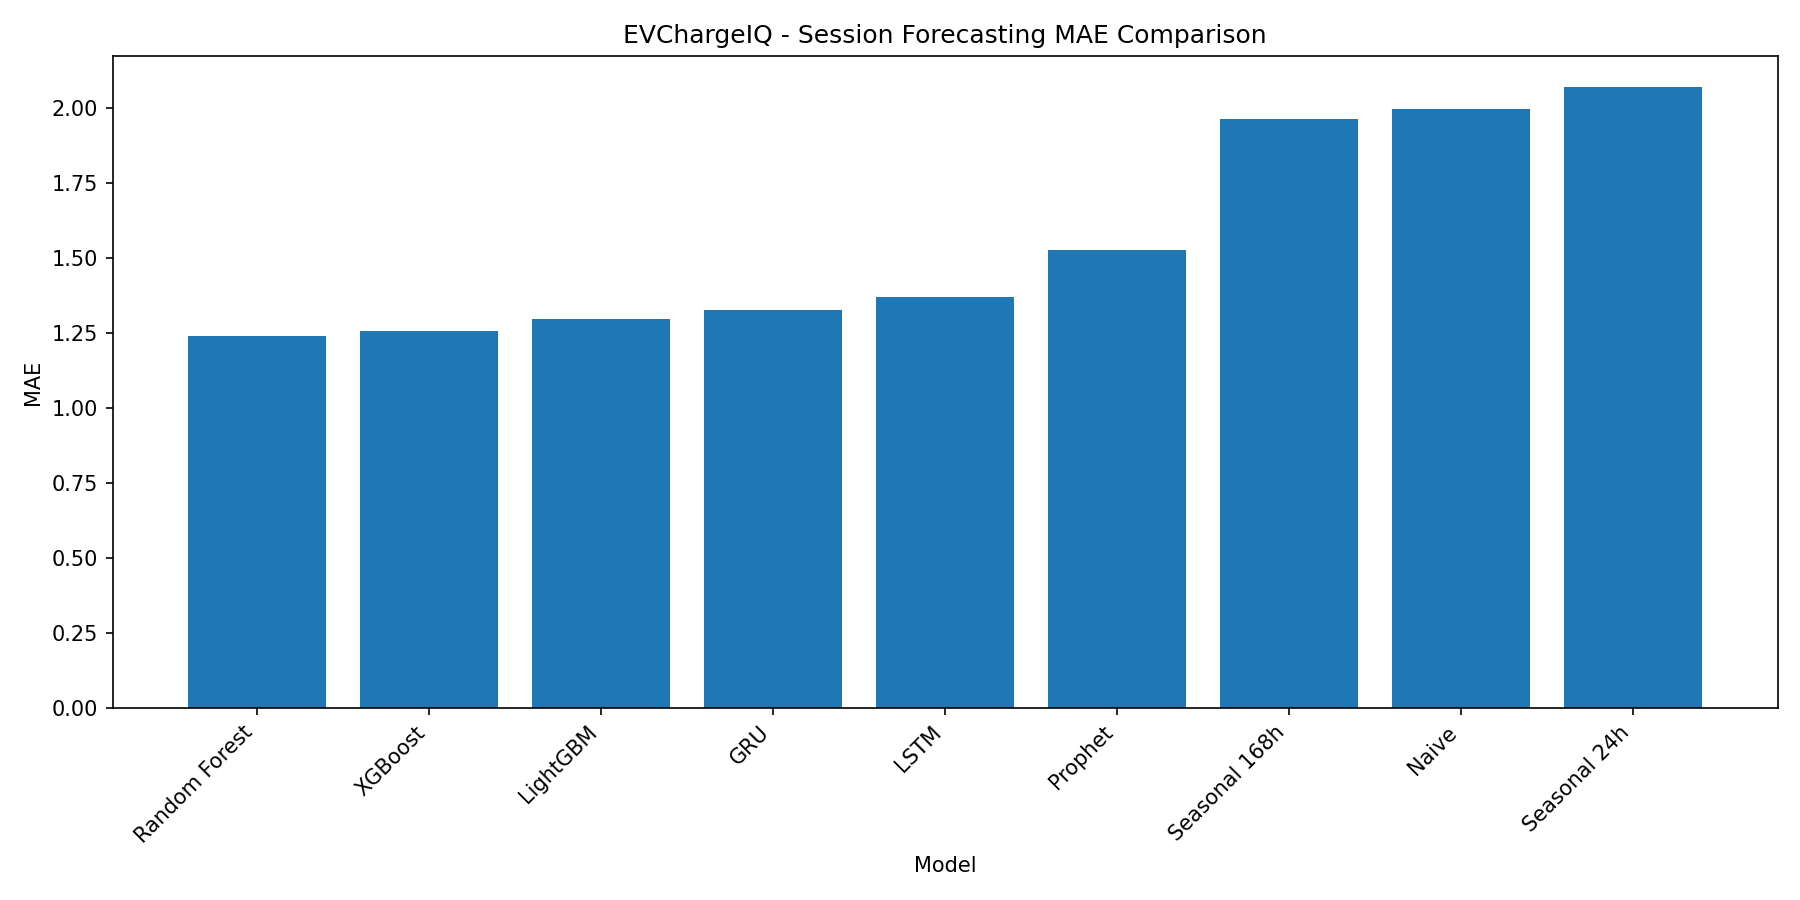 EVChargeIQ - Session Forecasting MAE Comparison
MAE
2.00
1.75
1.50
1.25
1.00
0.75
0.50
0.25
0.00
Random Forest
XGBoost
LightGBM
GRU
LSTM
Prophet
Seasonal 168h
Naive
Seasonal 24h
Model